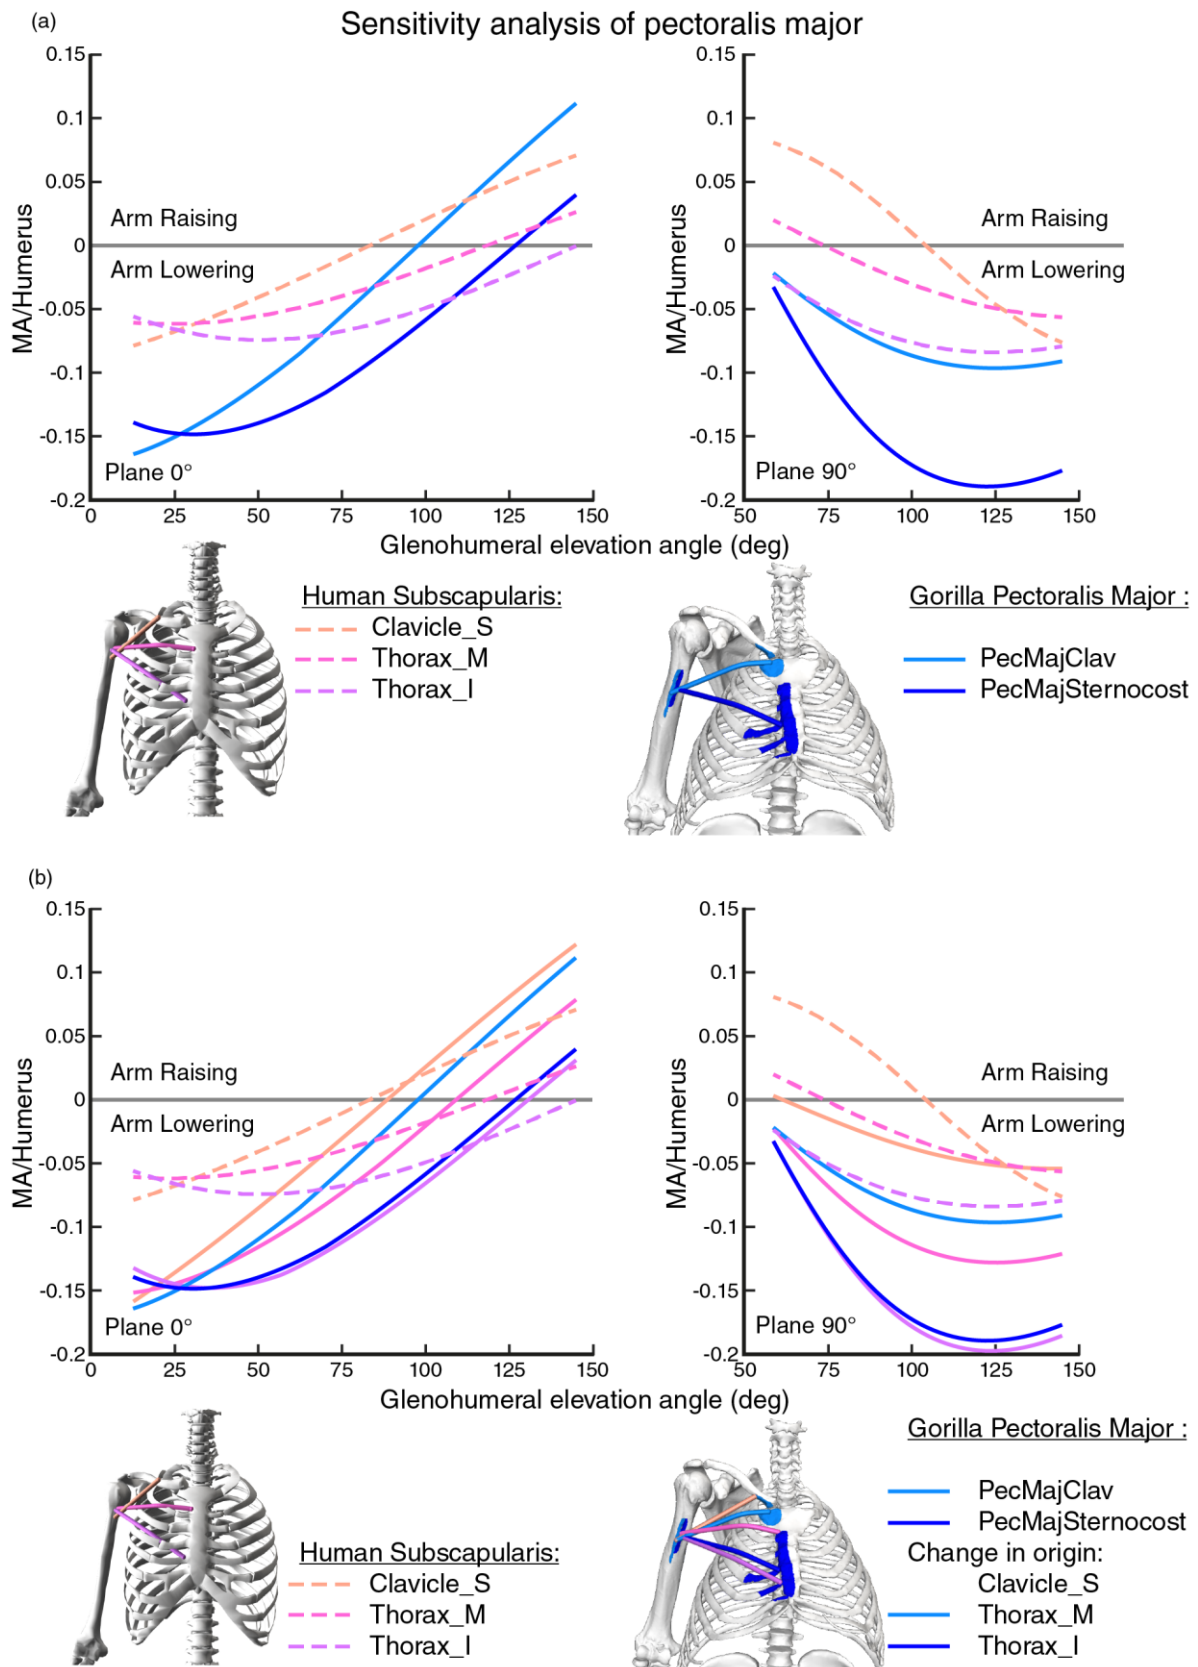 (a)
Sensitivity analysis of pectoralis major
0.15
0.1
0.05
0
-0.05
-0.1
-0.15
-0.2
MA/Humerus
Arm Raising
Arm Lowering
Plane 0°
0 25 50 75 100 125 150
0.15
0.1
0.05
0
-0.05
-0.1
-0.15
-0.2
MA/Humerus
Arm Raising
Arm Lowering
Plane 90°
50 75 100 125 150
Glenohumeral elevation angle (deg)
Human Subscapularis:
Clavicle_S
Thorax_M
Thorax_I
Gorilla Pectoralis Major :
PecMajClav
PecMajSternocost
(b)
0.15
0.1
0.05
0
-0.05
-0.1
-0.15
-0.2
MA/Humerus
Arm Raising
Arm Lowering
Plane 0°
0 25 50 75 100 125 150
0.15
0.1
0.05
0
-0.05
-0.1
-0.15
-0.2
MA/Humerus
Arm Raising
Arm Lowering
Plane 90°
50 75 100 125 150
Glenohumeral elevation angle (deg)
Human Subscapularis:
Clavicle_S
Thorax_M
Thorax_I
Gorilla Pectoralis Major :
PecMajClav
PecMajSternocost
Change in origin:
Clavicle_S
Thorax_M
Thorax_I